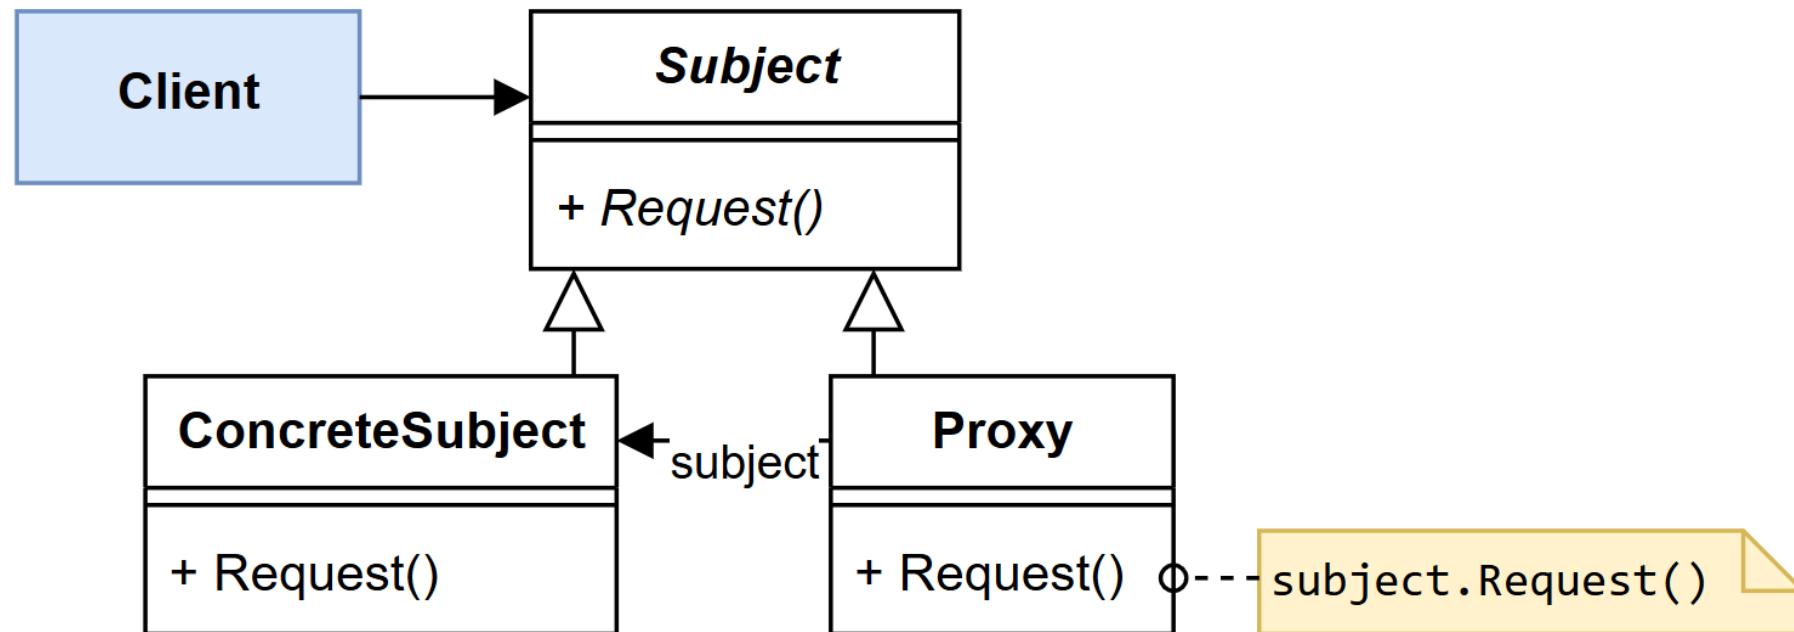 Client
Subject
+ Request()
ConcreteSubject
subject
Proxy
+ Request()
+ Request()
subject.Request()